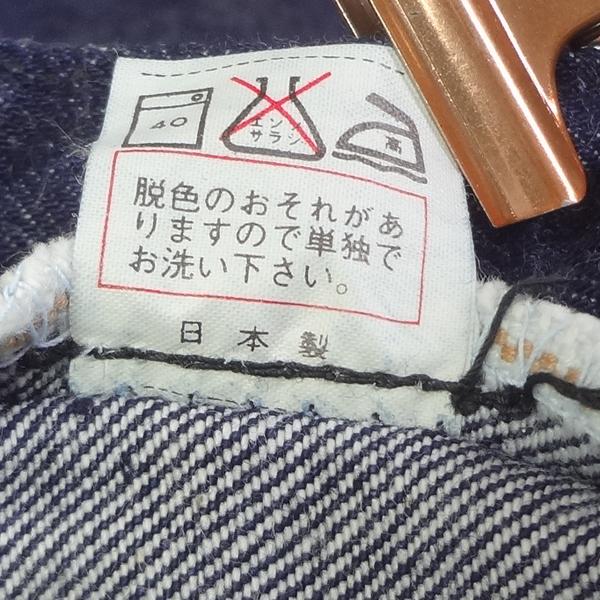 40
エンソ
サラシ
高
脱色のおそれがあ
りますので単独で
お洗い下さい。
日本製